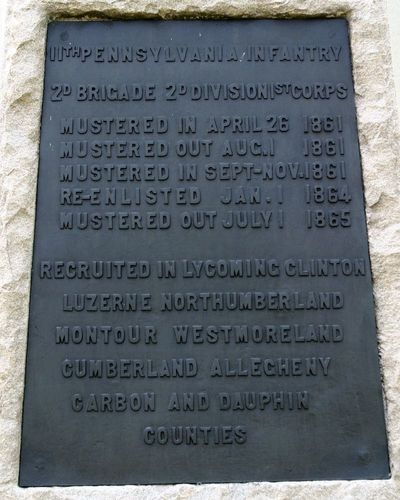 11TH PENNSYLVANIA INFANTRY
2D BRIGADE 2D DIVISION 1ST CORPS
MUSTERED IN APRIL 26 1861
MUSTERED OUT AUG. 1 1861
MUSTERED IN SEPT-NOV. 1861
RE-ENLISTED JAN. 1 1864
MUSTERED OUT JULY 1 1865
RECRUITED IN LYCOMING CLINTON
LUZERNE NORTHUMBERLAND
MONTOUR WESTMORELAND
CUMBERLAND ALLEGHENY
CARBON AND DAUPHIN
COUNTIES